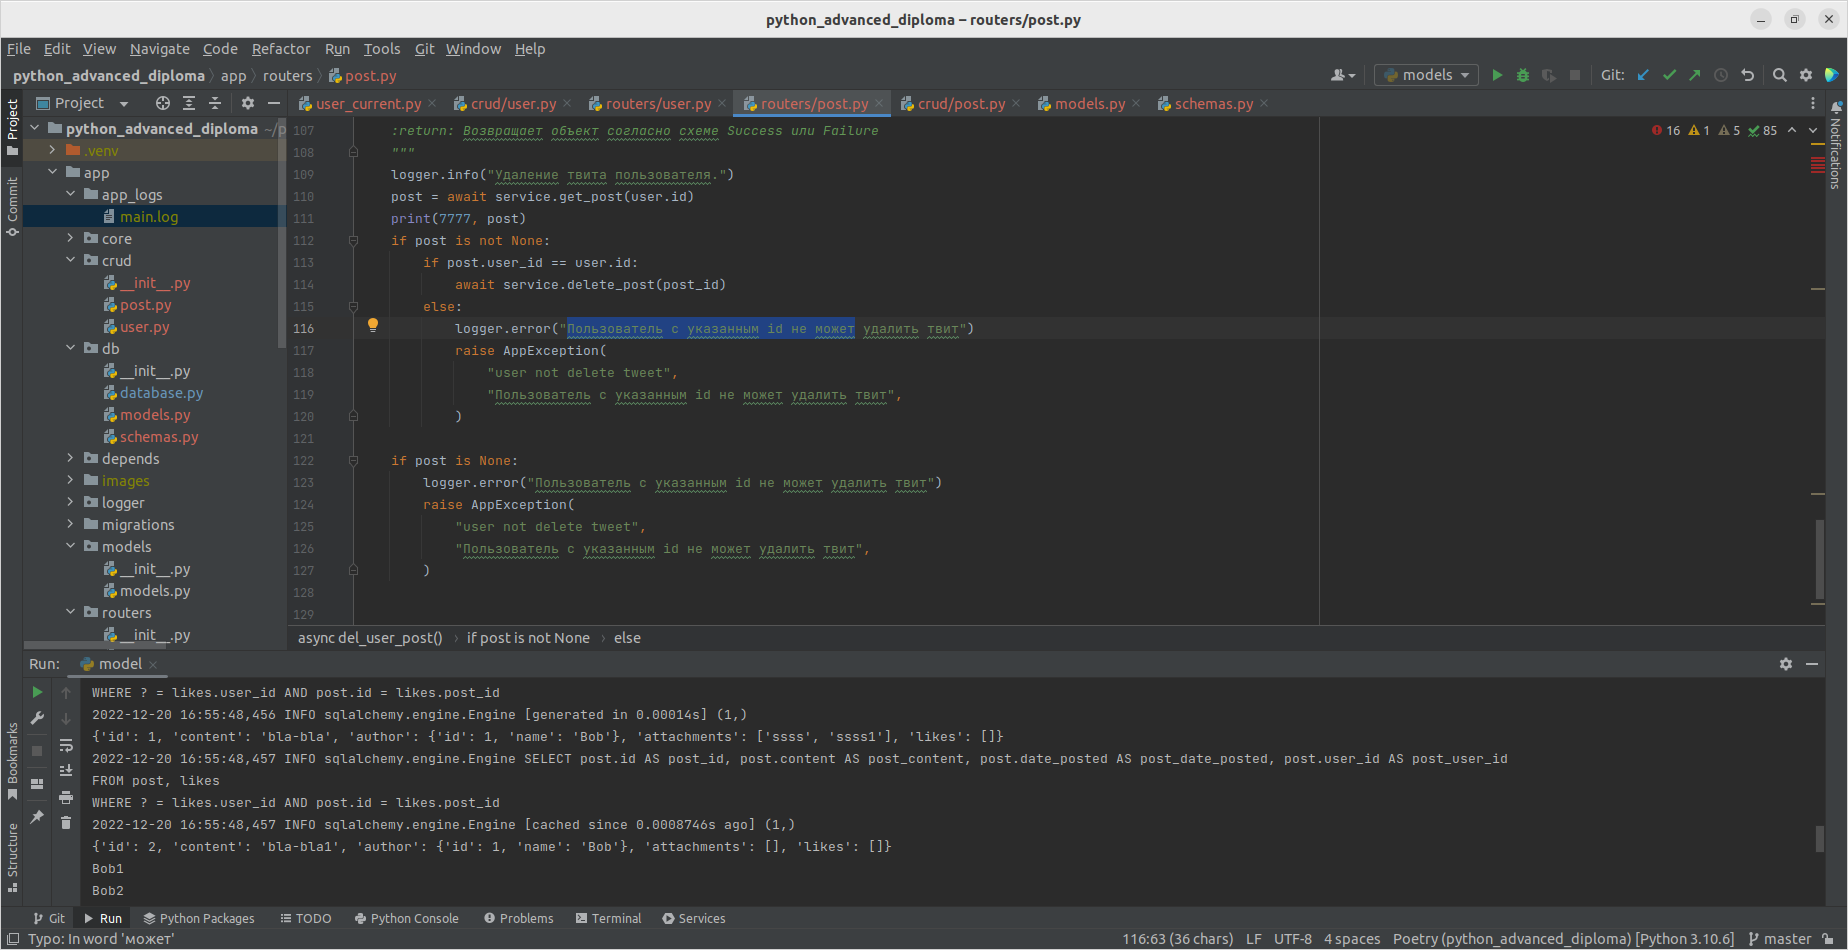 python_advanced_diploma – routers/post.py
File Edit View Navigate Code Refactor Run Tools Git Window Help
python_advanced_diploma app routers post.py
models Git:
Project
user_current.py crud/user.py routers/user.py routers/post.py crud/post.py models.py schemas.py
Project
Commit
Bookmarks
Structure
Notifications
python_advanced_diploma ~/p
.venv
app
app_logs
main.log
core
crud
__init__.py
post.py
user.py
db
__init__.py
database.py
models.py
schemas.py
depends
images
logger
migrations
models
__init__.py
models.py
routers
__init__.py
16 1 5 85
107 :return: Возвращает объект согласно схеме Success или Failure
108 """
109 logger.info("Удаление твита пользователя.")
110 post = await service.get_post(user.id)
111 print(7777, post)
112 if post is not None:
113 if post.user_id == user.id:
114 await service.delete_post(post_id)
115 else:
116 logger.error("Пользователь с указанным id не может удалить твит")
117 raise AppException(
118 "user not delete tweet",
119 "Пользователь с указанным id не может удалить твит",
120 )
121
122 if post is None:
123 logger.error("Пользователь с указанным id не может удалить твит")
124 raise AppException(
125 "user not delete tweet",
126 "Пользователь с указанным id не может удалить твит",
127 )
128
129
async del_user_post() if post is not None else
Run: model
WHERE ? = likes.user_id AND post.id = likes.post_id
2022-12-20 16:55:48,456 INFO sqlalchemy.engine.Engine [generated in 0.00014s] (1,)
{'id': 1, 'content': 'bla-bla', 'author': {'id': 1, 'name': 'Bob'}, 'attachments': ['ssss', 'ssss1'], 'likes': []}
2022-12-20 16:55:48,457 INFO sqlalchemy.engine.Engine SELECT post.id AS post_id, post.content AS post_content, post.date_posted AS post_date_posted, post.user_id AS post_user_id
FROM post, likes
WHERE ? = likes.user_id AND post.id = likes.post_id
2022-12-20 16:55:48,457 INFO sqlalchemy.engine.Engine [cached since 0.0008746s ago] (1,)
{'id': 2, 'content': 'bla-bla1', 'author': {'id': 1, 'name': 'Bob'}, 'attachments': [], 'likes': []}
Bob1
Bob2
Git Run Python Packages TODO Python Console Problems Terminal Services
Typo: In word 'может' 116:63 (36 chars) LF UTF-8 4 spaces Poetry (python_advanced_diploma) [Python 3.10.6] master